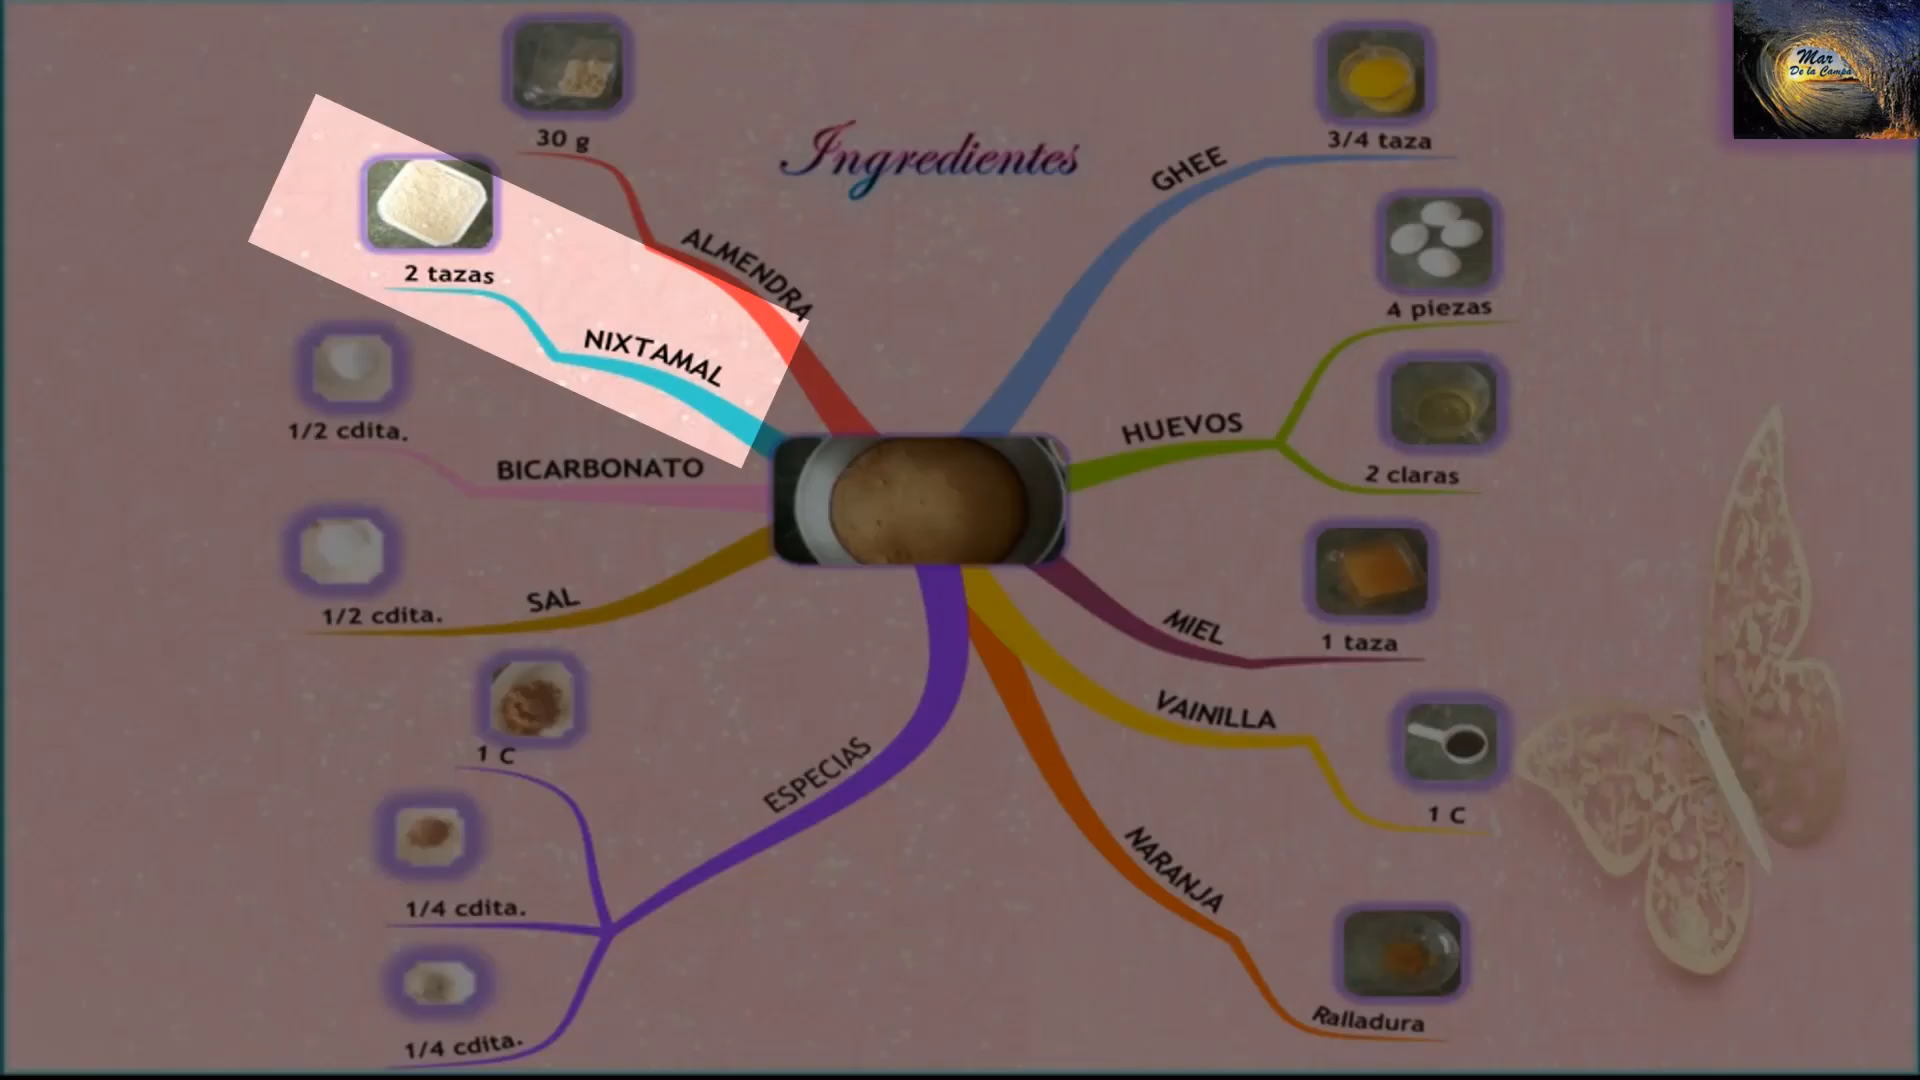 Mar
De la Campa
Ingredientes
30 g
ALMENDRA
2 tazas
NIXTAMAL
1/2 cdita.
BICARBONATO
1/2 cdita.
SAL
1 C
1/4 cdita.
1/4 cdita.
ESPECIAS
GHEE
3/4 taza
HUEVOS
4 piezas
2 claras
MIEL
1 taza
VAINILLA
1 C
NARANJA
Ralladura